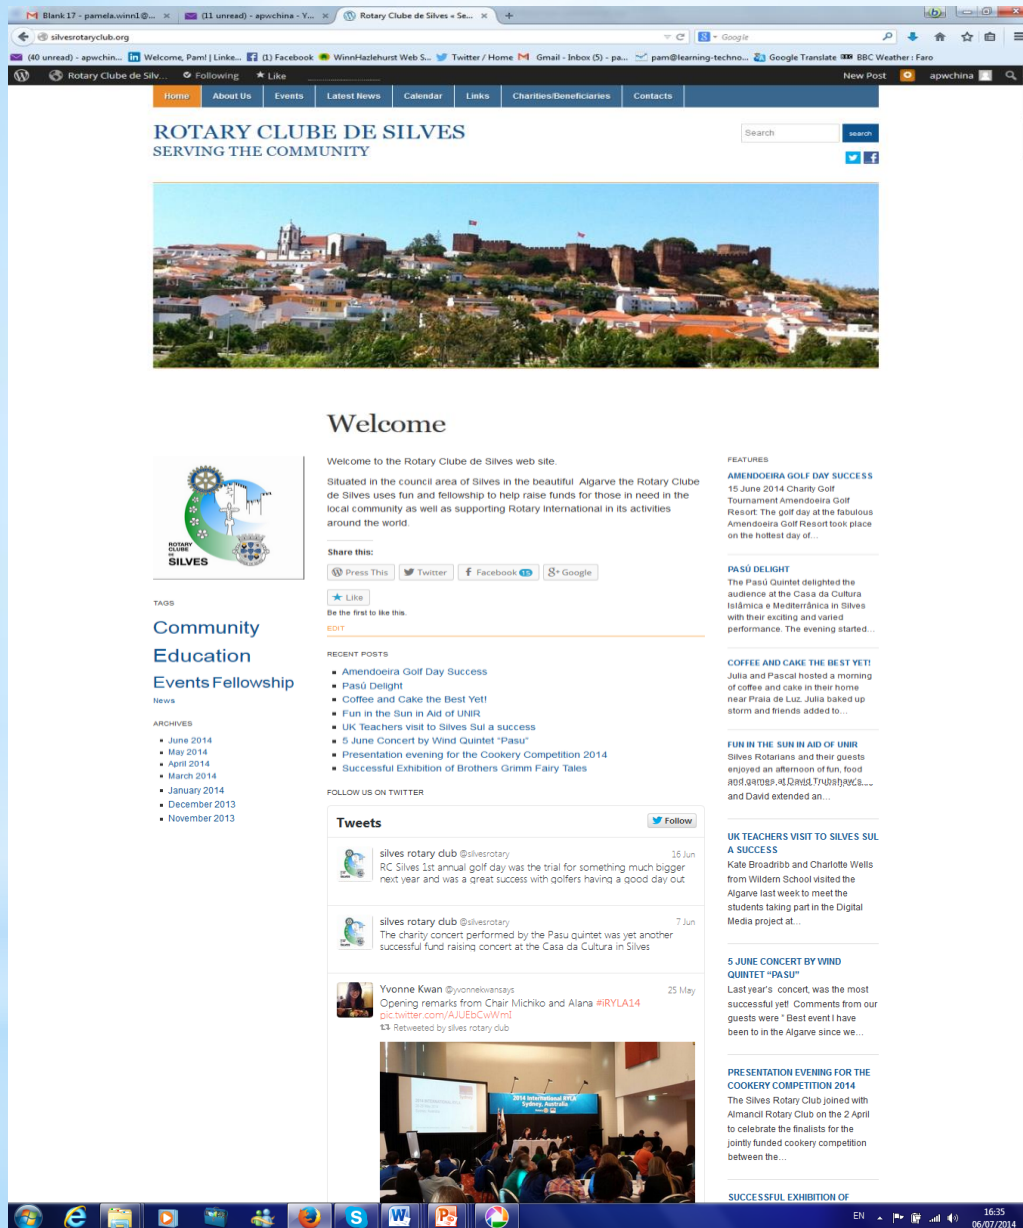 Blank 17 - pamela.winn1@... ×
(11 unread) - apwchina - Y... ×
Rotary Clube de Silves « Se... ×
silvesrotaryclub.org
Google
(40 unread) - apwchin...
Welcome, Pam! | Linke...
(1) Facebook
WinnHazlehurst Web S...
Twitter / Home
Gmail - Inbox (5) - pa...
pam@learning-techno...
Google Translate
BBC Weather : Faro
Rotary Clube de Silv...
Following
Like
New Post
apwchina
Home About Us Events Latest News Calendar Links Charities/Beneficiaries Contacts
ROTARY CLUBE DE SILVES
SERVING THE COMMUNITY
Search
search
Welcome
ROTARY
CLUBE
DE
SILVES
TAGS
Community
Education
Events Fellowship
News
ARCHIVES
June 2014
May 2014
April 2014
March 2014
January 2014
December 2013
November 2013
Welcome to the Rotary Clube de Silves web site.
Situated in the council area of Silves in the beautiful Algarve the Rotary Clube
de Silves uses fun and fellowship to help raise funds for those in need in the
local community as well as supporting Rotary International in its activities
around the world.
Share this:
Press This
Twitter
Facebook 15
Google
Like
Be the first to like this.
EDIT
RECENT POSTS
Amendoeira Golf Day Success
Pasú Delight
Coffee and Cake the Best Yet!
Fun in the Sun in Aid of UNIR
UK Teachers visit to Silves Sul a success
5 June Concert by Wind Quintet "Pasu"
Presentation evening for the Cookery Competition 2014
Successful Exhibition of Brothers Grimm Fairy Tales
FOLLOW US ON TWITTER
Tweets
Follow
silves rotary club @silvesrotary 16 Jun
RC Silves 1st annual golf day was the trial for something much bigger
next year and was a great success with golfers having a good day out
silves rotary club @silvesrotary 7 Jun
The charity concert performed by the Pasu quintet was yet another
successful fund raising concert at the Casa da Cultura in Silves
Yvonne Kwan @yvonnekwansays 25 May
Opening remarks from Chair Michiko and Alana #iRYLA14
pic.twitter.com/AJUEbCwWmI
Retweeted by silves rotary club
2014 International RYLA
Sydney, Australia
FEATURES
AMENDOEIRA GOLF DAY SUCCESS
15 June 2014 Charity Golf
Tournament Amendoeira Golf
Resort: The golf day at the fabulous
Amendoeira Golf Resort took place
on the hottest day of…
PASÚ DELIGHT
The Pasú Quintet delighted the
audience at the Casa da Cultura
Islâmica e Mediterrânica in Silves
with their exciting and varied
performance. The evening started…
COFFEE AND CAKE THE BEST YET!
Julia and Pascal hosted a morning
of coffee and cake in their home
near Praia de Luz. Julia baked up
storm and friends added to…
FUN IN THE SUN IN AID OF UNIR
Silves Rotarians and their guests
enjoyed an afternoon of fun, food
and games at David Trubshaw's
and David extended an…
UK TEACHERS VISIT TO SILVES SUL
A SUCCESS
Kate Broadribb and Charlotte Wells
from Wildern School visited the
Algarve last week to meet the
students taking part in the Digital
Media project at…
5 JUNE CONCERT BY WIND
QUINTET "PASU"
Last year's concert, was the most
successful yet! Comments from our
guests were " Best event I have
been to in the Algarve since we…
PRESENTATION EVENING FOR THE
COOKERY COMPETITION 2014
The Silves Rotary Club joined with
Almancil Rotary Club on the 2 April
to celebrate the finalists for the
jointly funded cookery competition
between the…
SUCCESSFUL EXHIBITION OF
EN
16:35
06/07/2014